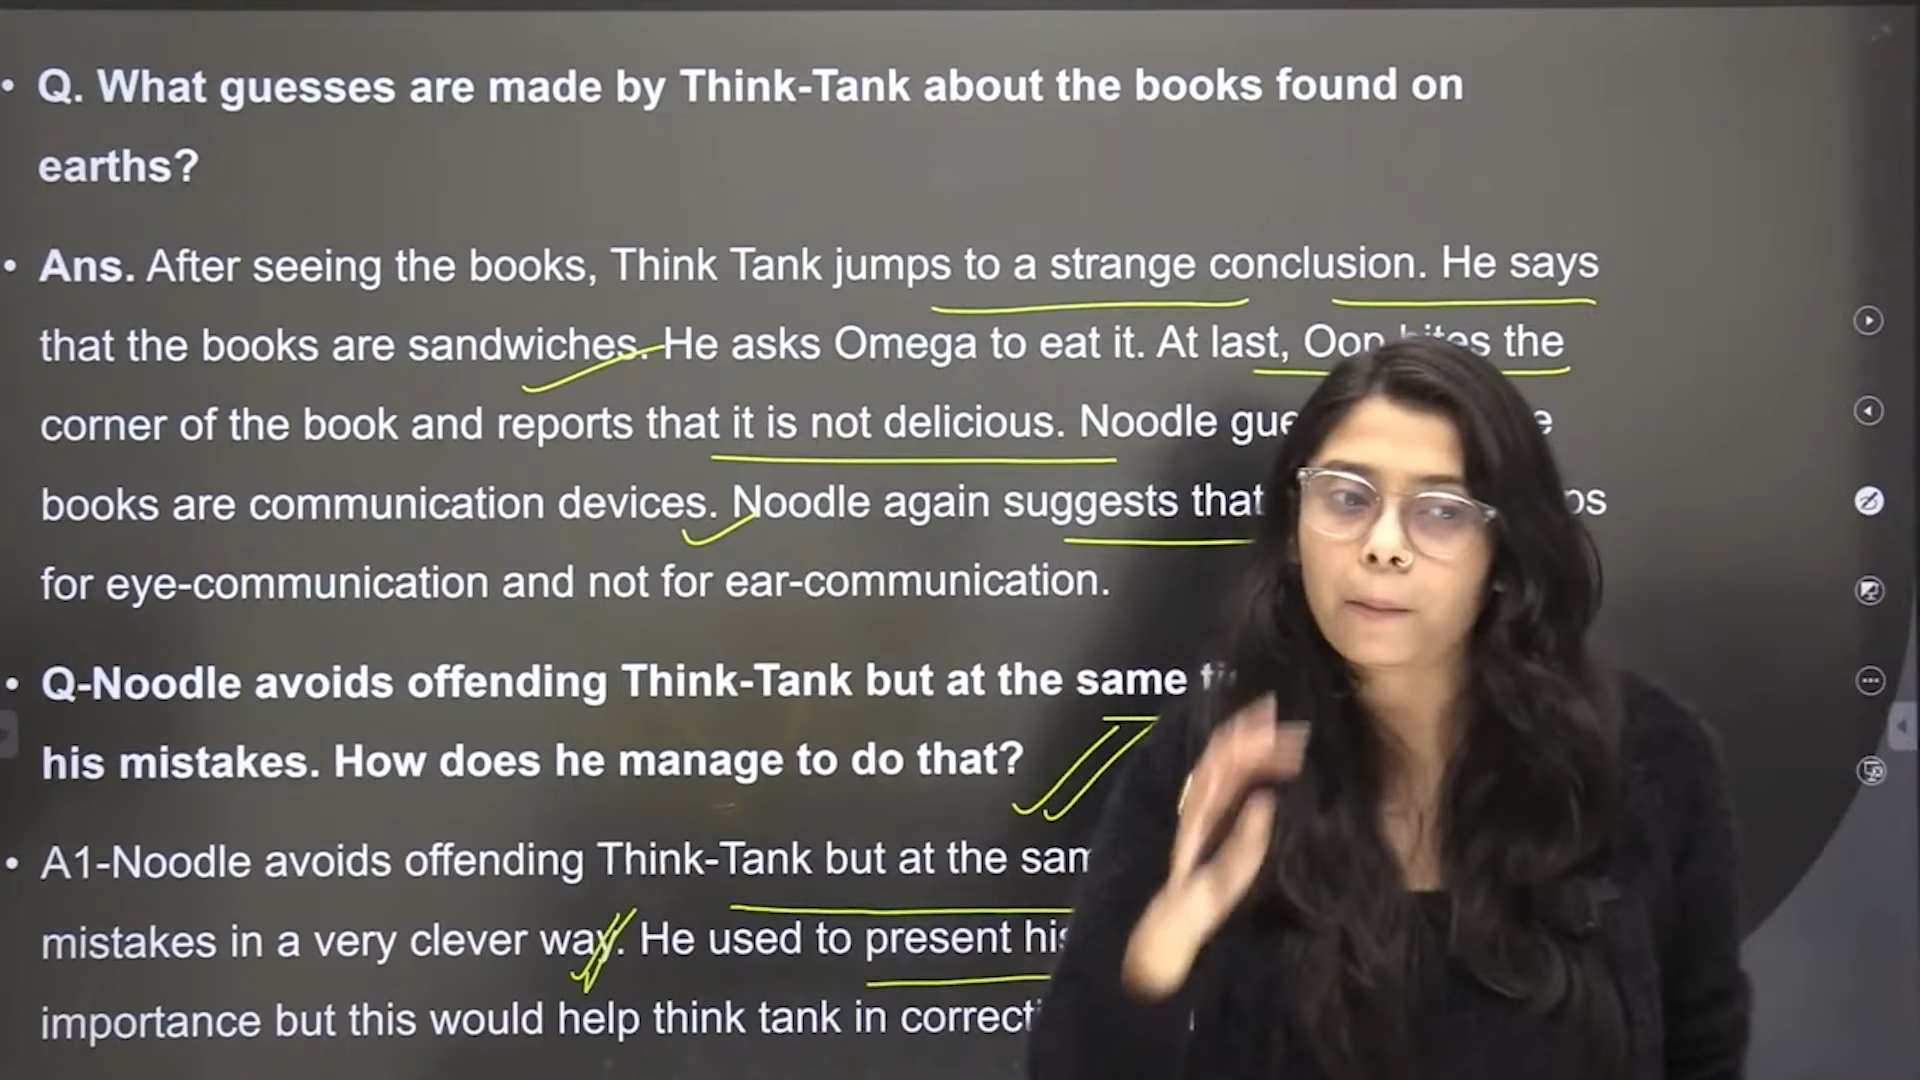 • Q. What guesses are made by Think-Tank about the books found on
earths?
• Ans. After seeing the books, Think Tank jumps to a strange conclusion. He says
that the books are sandwiches. He asks Omega to eat it. At last, Oop bites the
corner of the book and reports that it is not delicious. Noodle
books are communication devices. Noodle again suggests that
for eye-communication and not for ear-communication.
• Q-Noodle avoids offending Think-Tank but at the same
his mistakes. How does he manage to do that?
• A1-Noodle avoids offending Think-Tank but at the
mistakes in a very clever way. He used to present his
importance but this would help think tank in